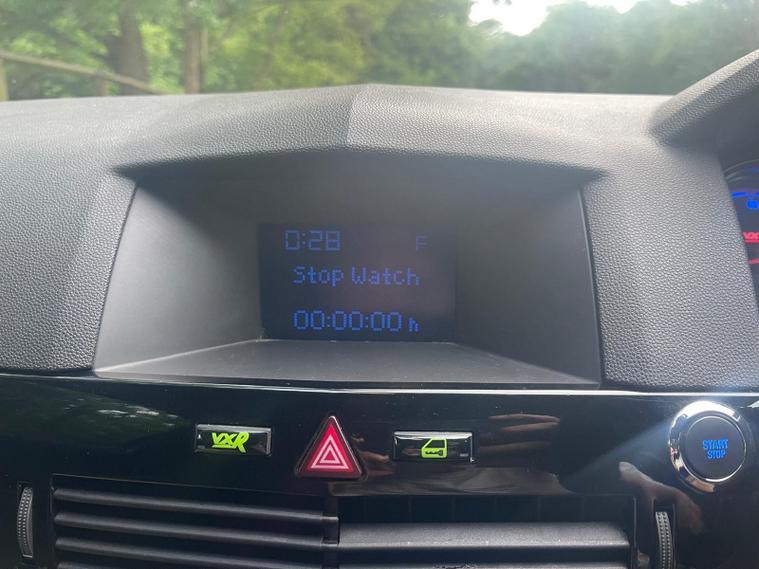 0:28 F
Stop Watch
00:00:00 h
VXR
START
STOP